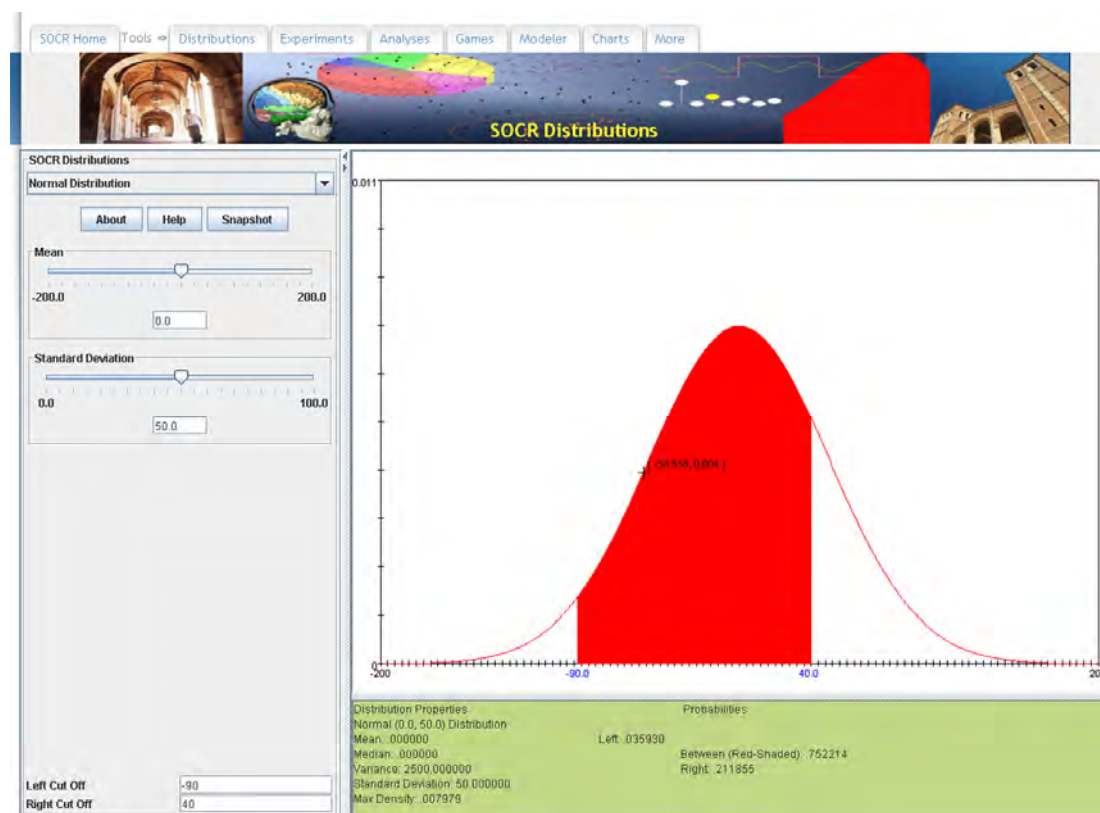 SOCR Home Tools ⇒ Distributions Experiments Analyses Games Modeler Charts More
SOCR Distributions
SOCR Distributions
Normal Distribution
About Help Snapshot
Mean
-200.0 200.0
0.0
Standard Deviation
0.0 100.0
50.0
Left Cut Off -90
Right Cut Off 40
0.011
0.004
0
-200 -90.0 40.0 20
Distribution Properties Probabilities
Normal (0.0, 50.0) Distribution
Mean: .000000 Left: .035930
Median: .000000 Between (Red-Shaded): .752214
Variance: 2500.000000 Right: .211855
Standard Deviation: 50.000000
Max Density: .007979